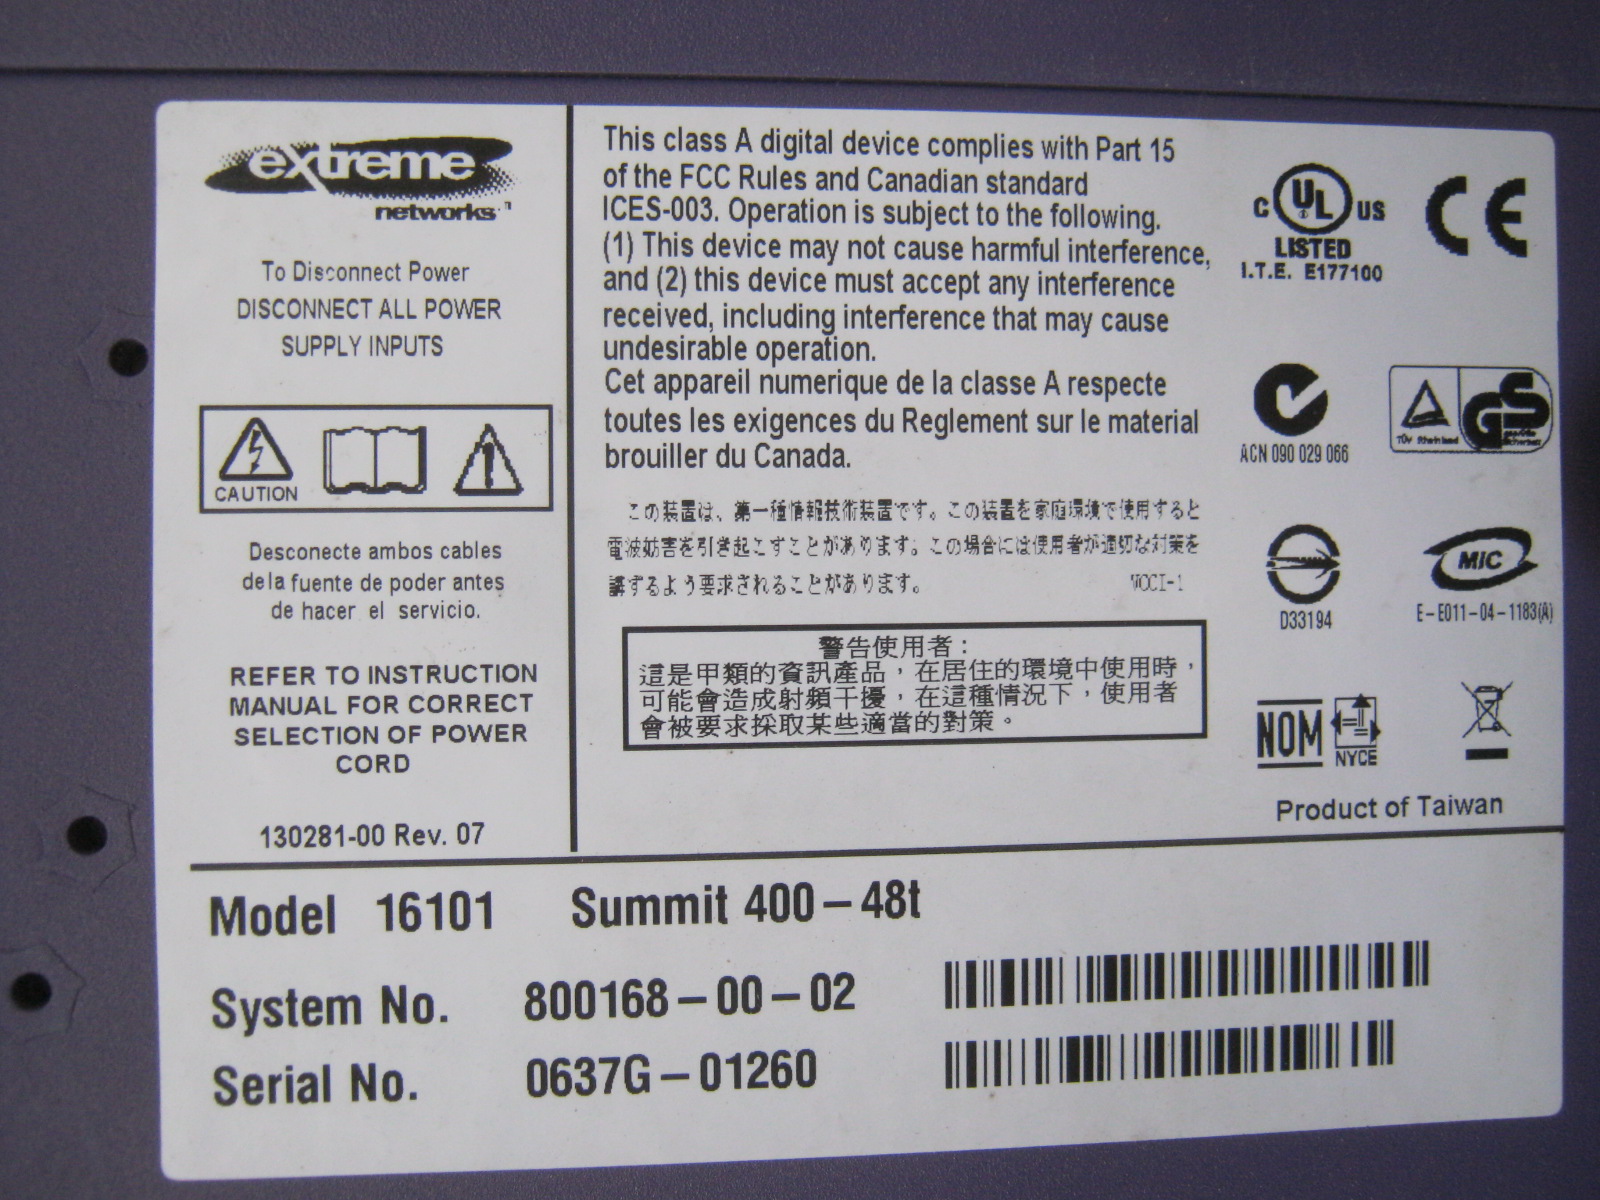 extreme
networks
To Disconnect Power
DISCONNECT ALL POWER
SUPPLY INPUTS
CAUTION
Desconecte ambos cables
dela fuente de poder antes
de hacer el servicio.
REFER TO INSTRUCTION
MANUAL FOR CORRECT
SELECTION OF POWER
CORD
130281-00 Rev. 07
This class A digital device complies with Part 15
of the FCC Rules and Canadian standard
ICES-003. Operation is subject to the following.
(1) This device may not cause harmful interference,
and (2) this device must accept any interference
received, including interference that may cause
undesirable operation.
Cet appareil numerique de la classe A respecte
toutes les exigences du Reglement sur le material
brouiller du Canada.
この装置は、第一種情報技術装置です。この装置を家庭環境で使用すると
電波妨害を引き起こすことがあります。この場合には使用者が適切な対策を
講ずるよう要求されることがあります。 VCCI-1
警告使用者：
這是甲類的資訊產品，在居住的環境中使用時，
可能會造成射頻干擾，在這種情況下，使用者
會被要求採取某些適當的對策。
C UL US
LISTED
I.T.E. E177100
CE
ACN 090 029 066
TÜV Rheinland
GS
D33194
MIC
E-E011-04-1183(A)
NOM
NYCE
Product of Taiwan
Model 16101 Summit 400-48t
System No. 800168-00-02
Serial No. 0637G-01260